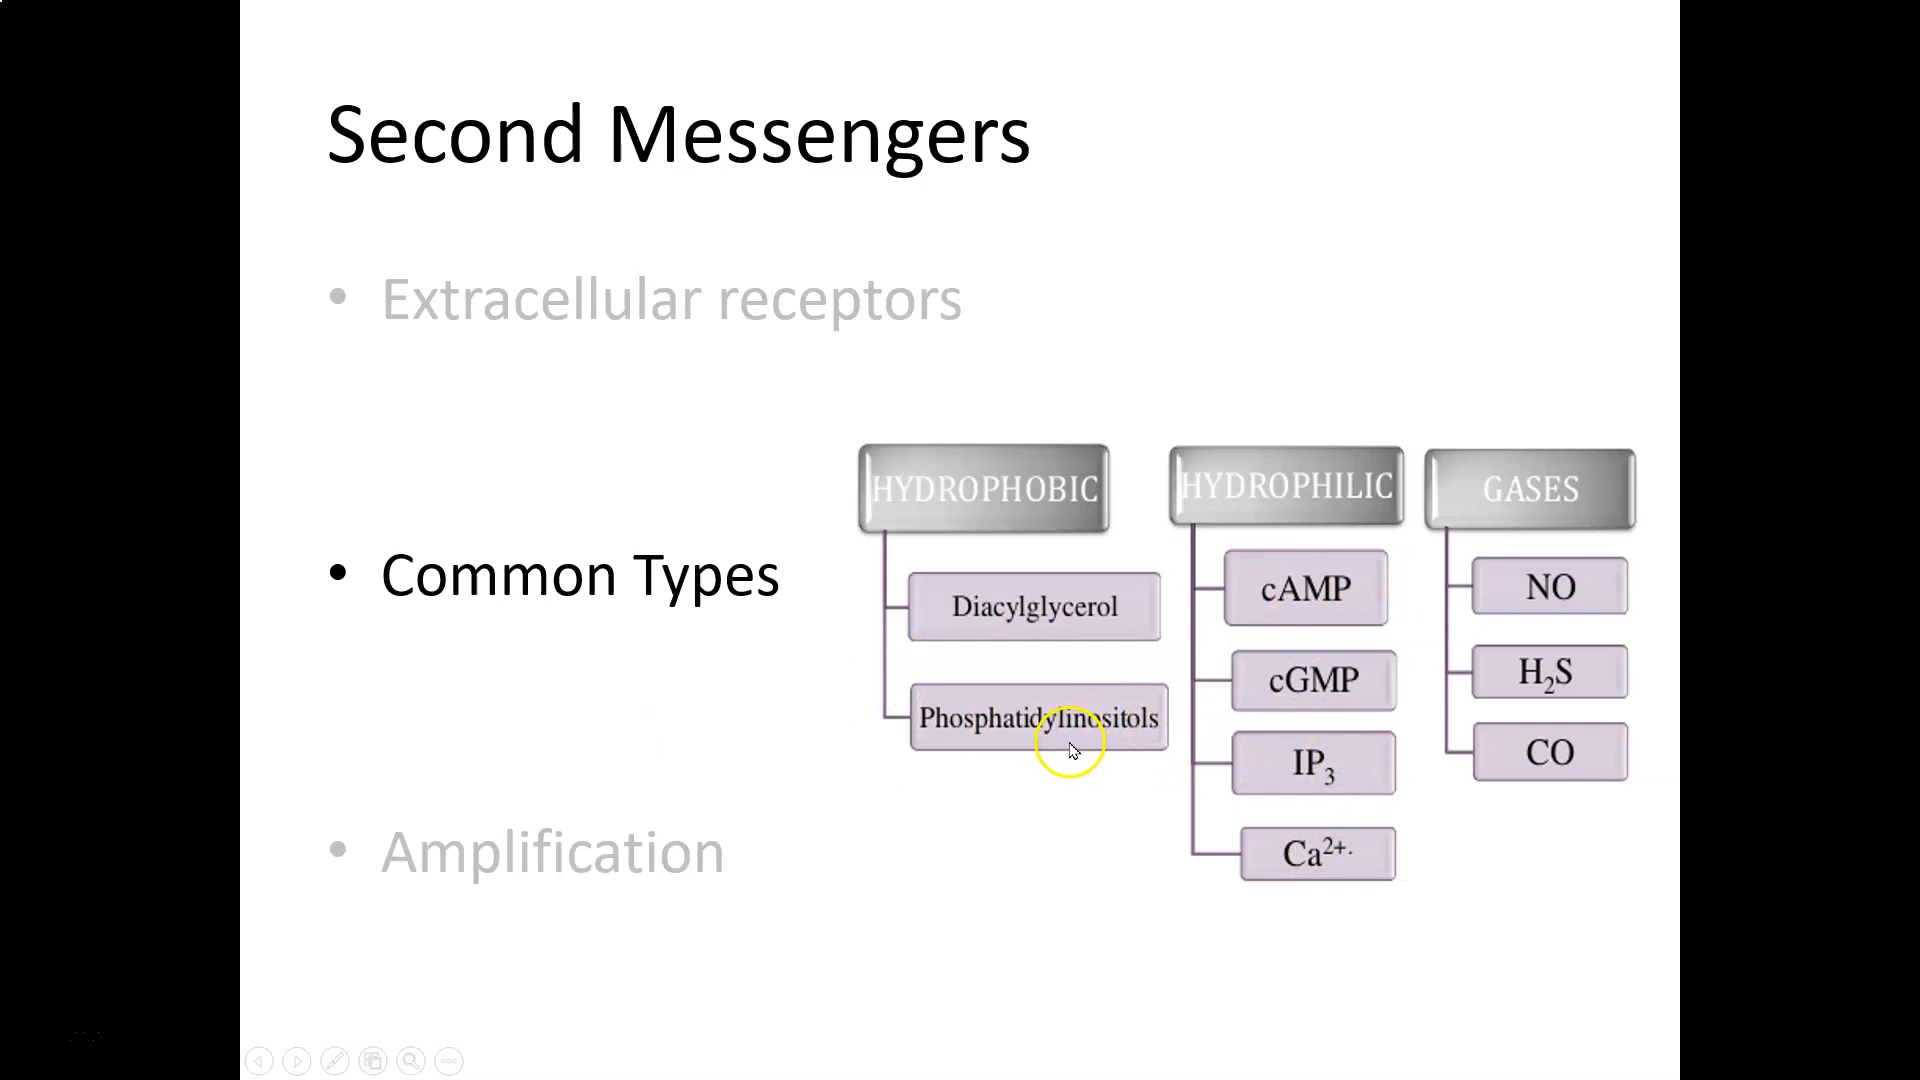 Second Messengers
• Extracellular receptors
• Common Types
• Amplification
HYDROPHOBIC
Diacylglycerol
Phosphatidylinositols
HYDROPHILIC
cAMP
cGMP
IP₃
Ca²⁺·
GASES
NO
H₂S
CO